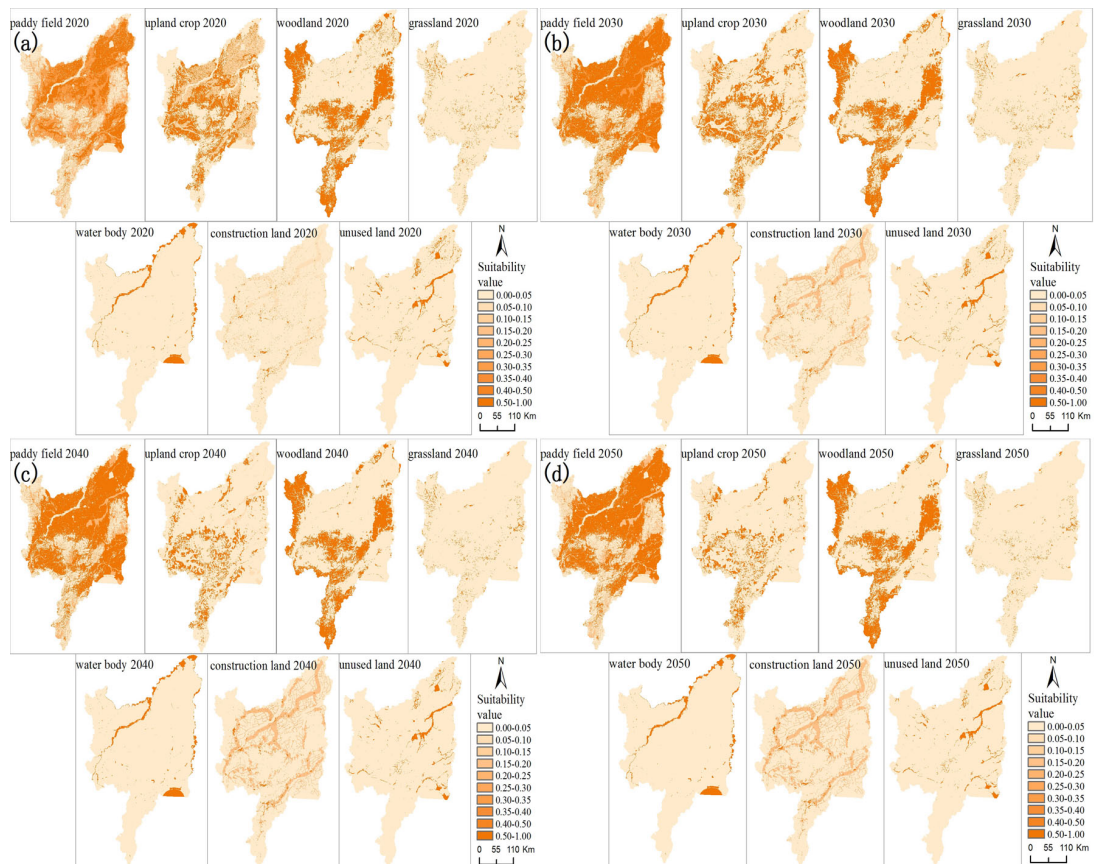 (a)
paddy field 2020
upland crop 2020
woodland 2020
grassland 2020
water body 2020
construction land 2020
unused land 2020
N
Suitability
value
0.00-0.05
0.05-0.10
0.10-0.15
0.15-0.20
0.20-0.25
0.25-0.30
0.30-0.35
0.35-0.40
0.40-0.50
0.50-1.00
0 55 110 Km
(b)
paddy field 2030
upland crop 2030
woodland 2030
grassland 2030
water body 2030
construction land 2030
unused land 2030
N
Suitability
value
0.00-0.05
0.05-0.10
0.10-0.15
0.15-0.20
0.20-0.25
0.25-0.30
0.30-0.35
0.35-0.40
0.40-0.50
0.50-1.00
0 55 110 Km
(c)
paddy field 2040
upland crop 2040
woodland 2040
grassland 2040
water body 2040
construction land 2040
unused land 2040
N
Suitability
value
0.00-0.05
0.05-0.10
0.10-0.15
0.15-0.20
0.20-0.25
0.25-0.30
0.30-0.35
0.35-0.40
0.40-0.50
0.50-1.00
0 55 110 Km
(d)
paddy field 2050
upland crop 2050
woodland 2050
grassland 2050
water body 2050
construction land 2050
unused land 2050
N
Suitability
value
0.00-0.05
0.05-0.10
0.10-0.15
0.15-0.20
0.20-0.25
0.25-0.30
0.30-0.35
0.35-0.40
0.40-0.50
0.50-1.00
0 55 110 Km